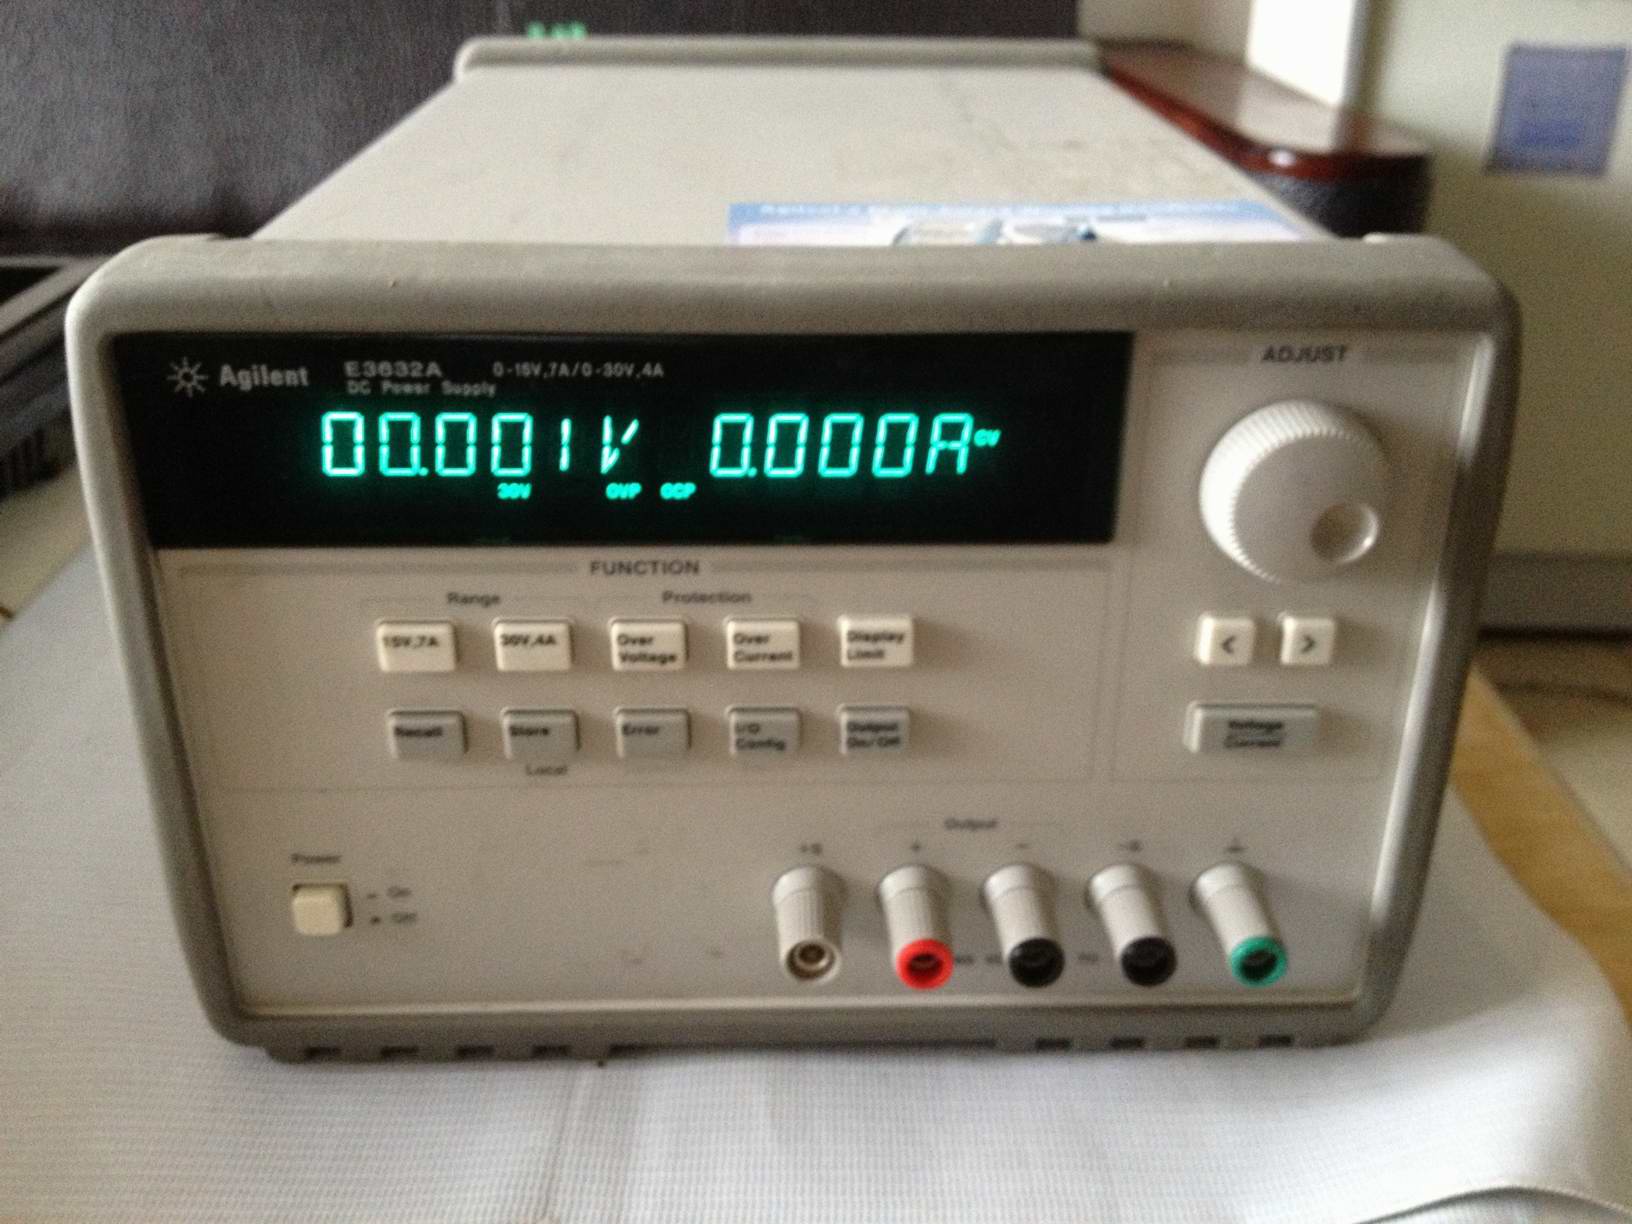 Agilent E3632A 0-15V,7A/0-30V,4A
DC Power Supply
00.001V 0.000A CV
30V OVP OCP
ADJUST
FUNCTION
Range Protection
15V,7A 30V,4A Over Voltage Over Current Display Limit
< >
Recall Store Error I/O Config Output On/Off
Voltage Current
Local
Output
Power
+S + - -S
On
Off